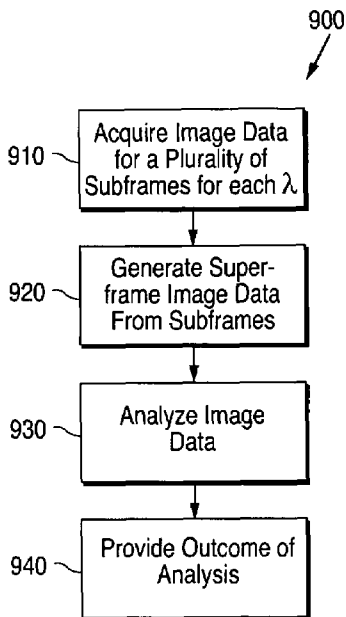 900
910
Acquire Image Data
for a Plurality of
Subframes for each λ
920
Generate Super-
frame Image Data
From Subframes
930
Analyze Image
Data
940
Provide Outcome of
Analysis